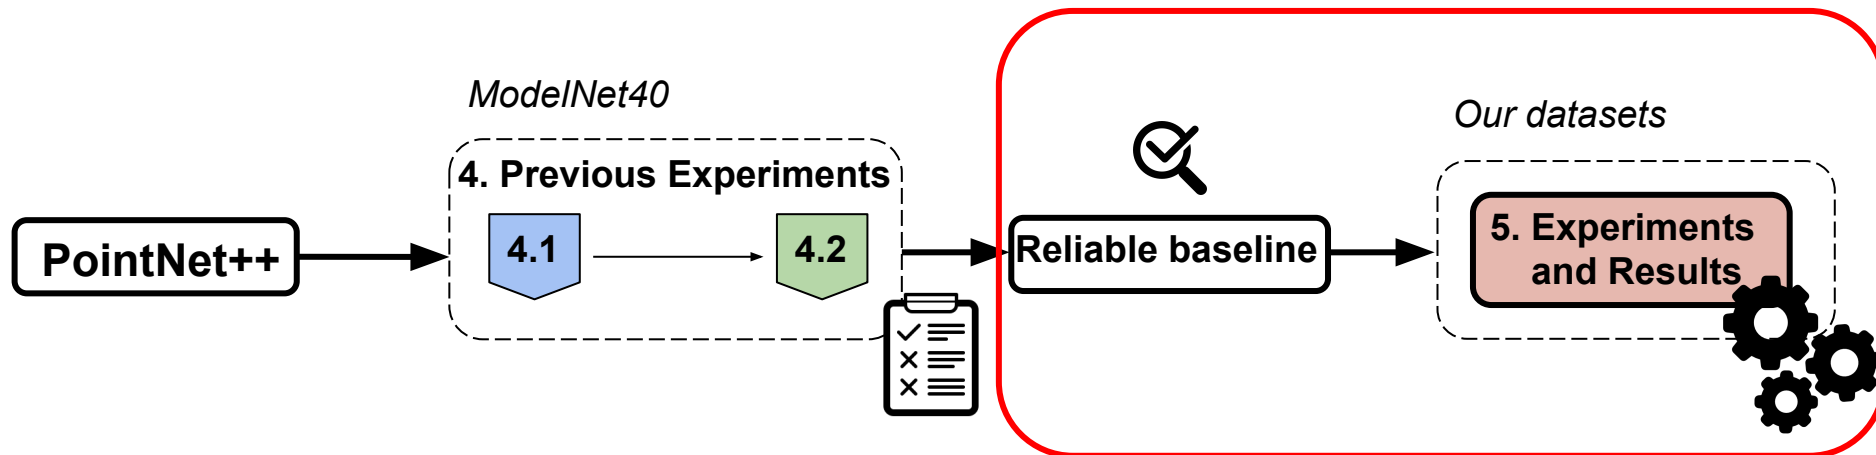 ModelNet40
Our datasets
4. Previous Experiments
PointNet++
4.1
4.2
Reliable baseline
5. Experiments
and Results